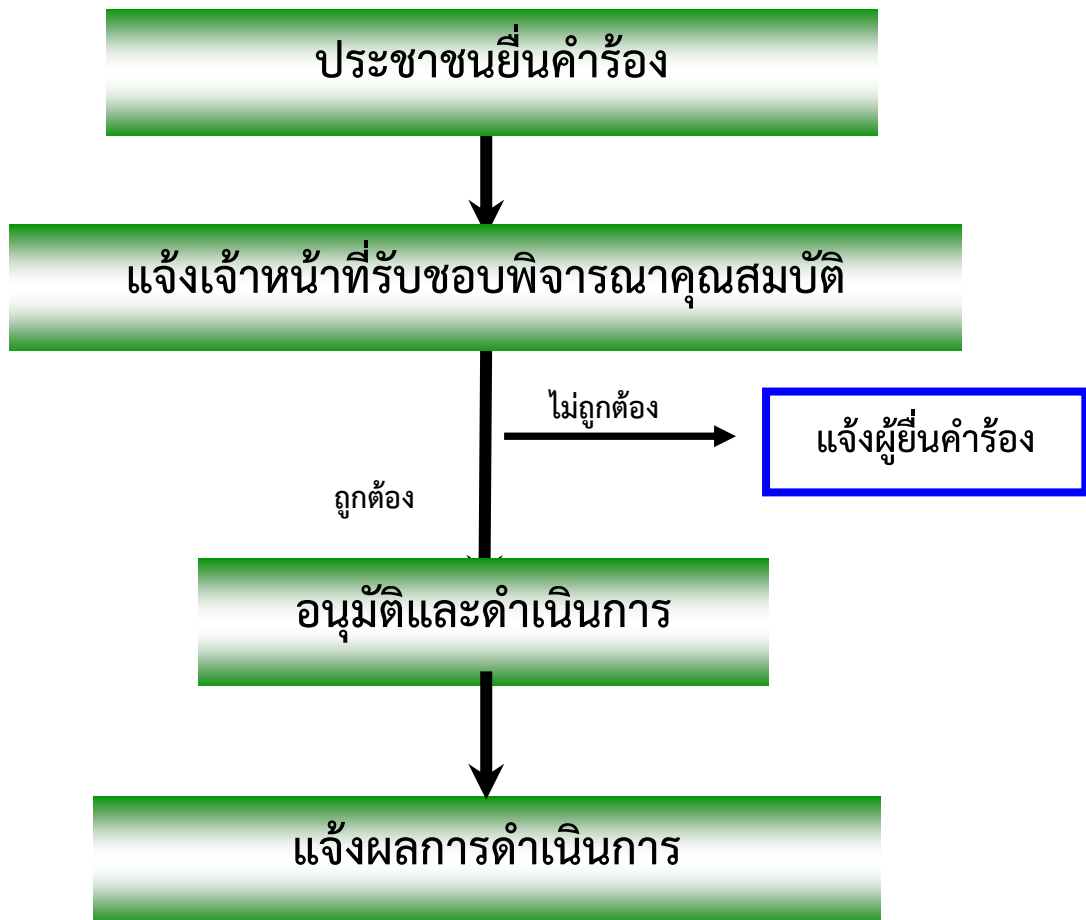 ประชาชนยื่นคำร้อง
แจ้งเจ้าหน้าที่รับชอบพิจารณาคุณสมบัติ
ไม่ถูกต้อง
แจ้งผู้ยื่นคำร้อง
ถูกต้อง
อนุมัติและดำเนินการ
แจ้งผลการดำเนินการ